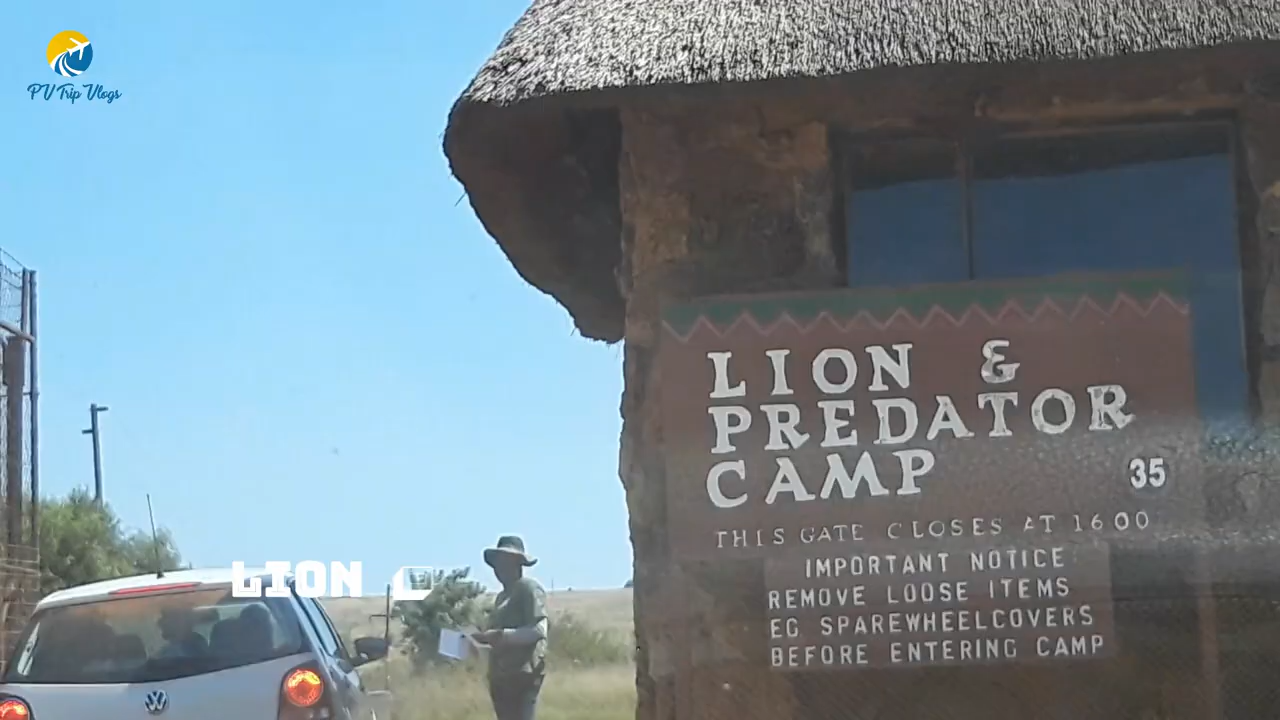 PV Trip Vlogs
LION &
PREDATOR
CAMP
35
THIS GATE CLOSES AT 1600
IMPORTANT NOTICE
REMOVE LOOSE ITEMS
EG SPAREWHEELCOVERS
BEFORE ENTERING CAMP
LION